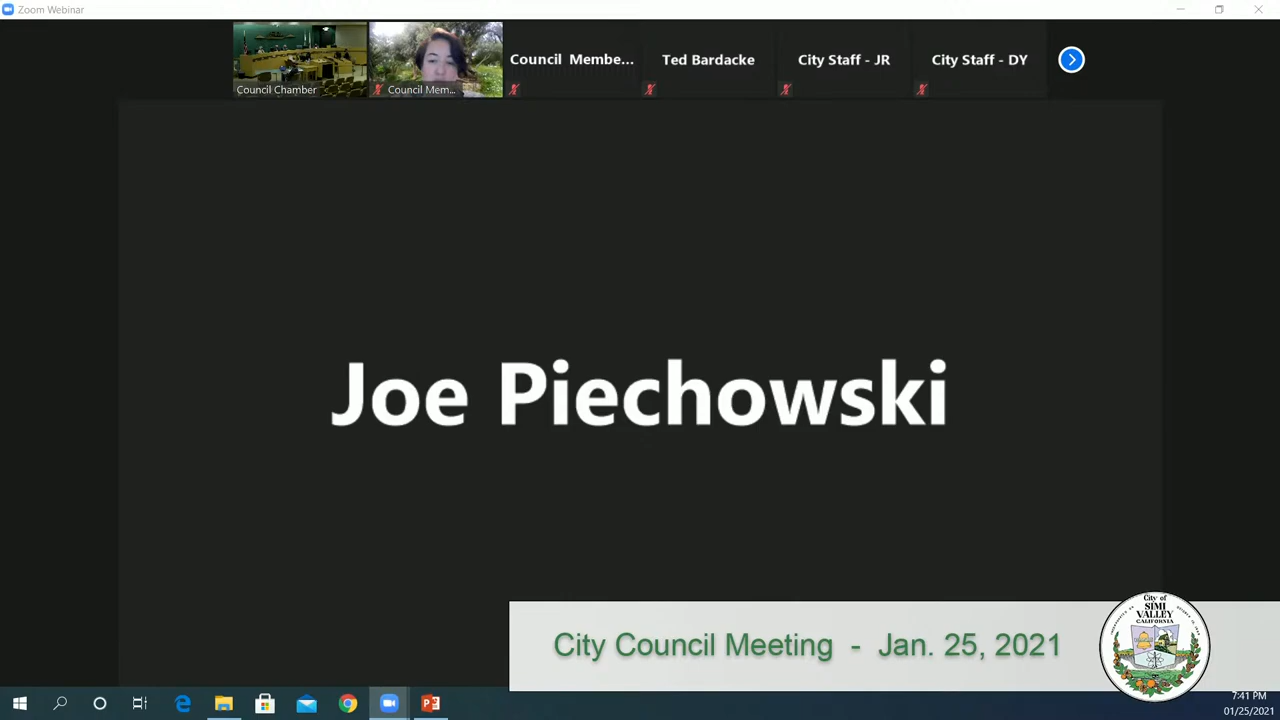 Zoom Webinar
Council Chamber
Council Mem...
Council Membe...
Ted Bardacke
City Staff - JR
City Staff - DY
Joe Piechowski
City Council Meeting - Jan. 25, 2021
City of
SIMI
VALLEY
CALIFORNIA
7:41 PM
01/25/2021